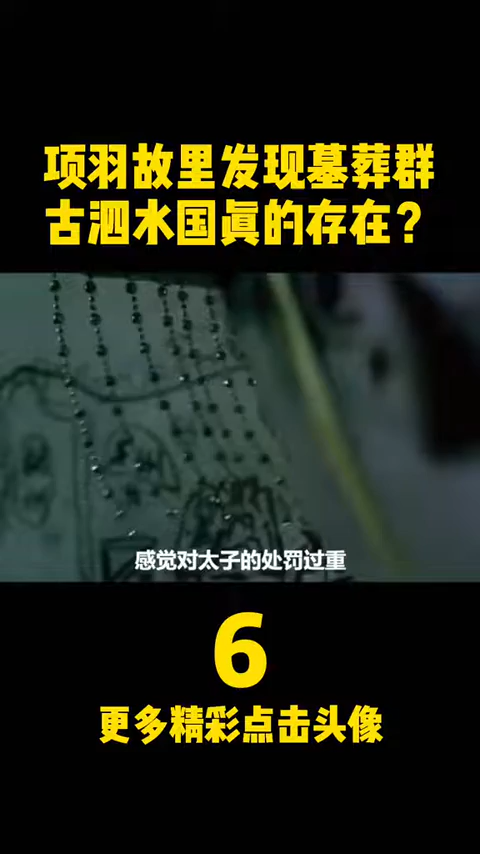 项羽故里发现墓葬群
古泗水国真的存在？
感觉对太子的处罚过重
6
更多精彩点击头像